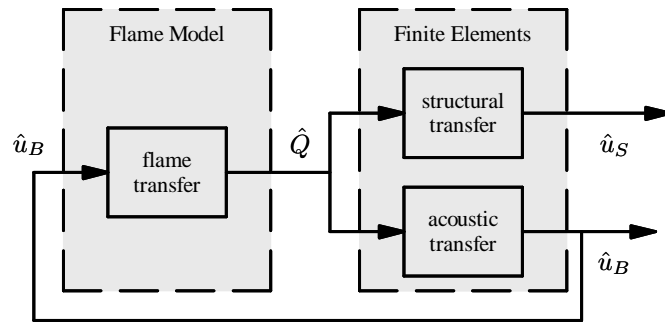 Flame Model
Finite Elements
structural
transfer
û_B
flame
transfer
Q̂
û_S
acoustic
transfer
û_B